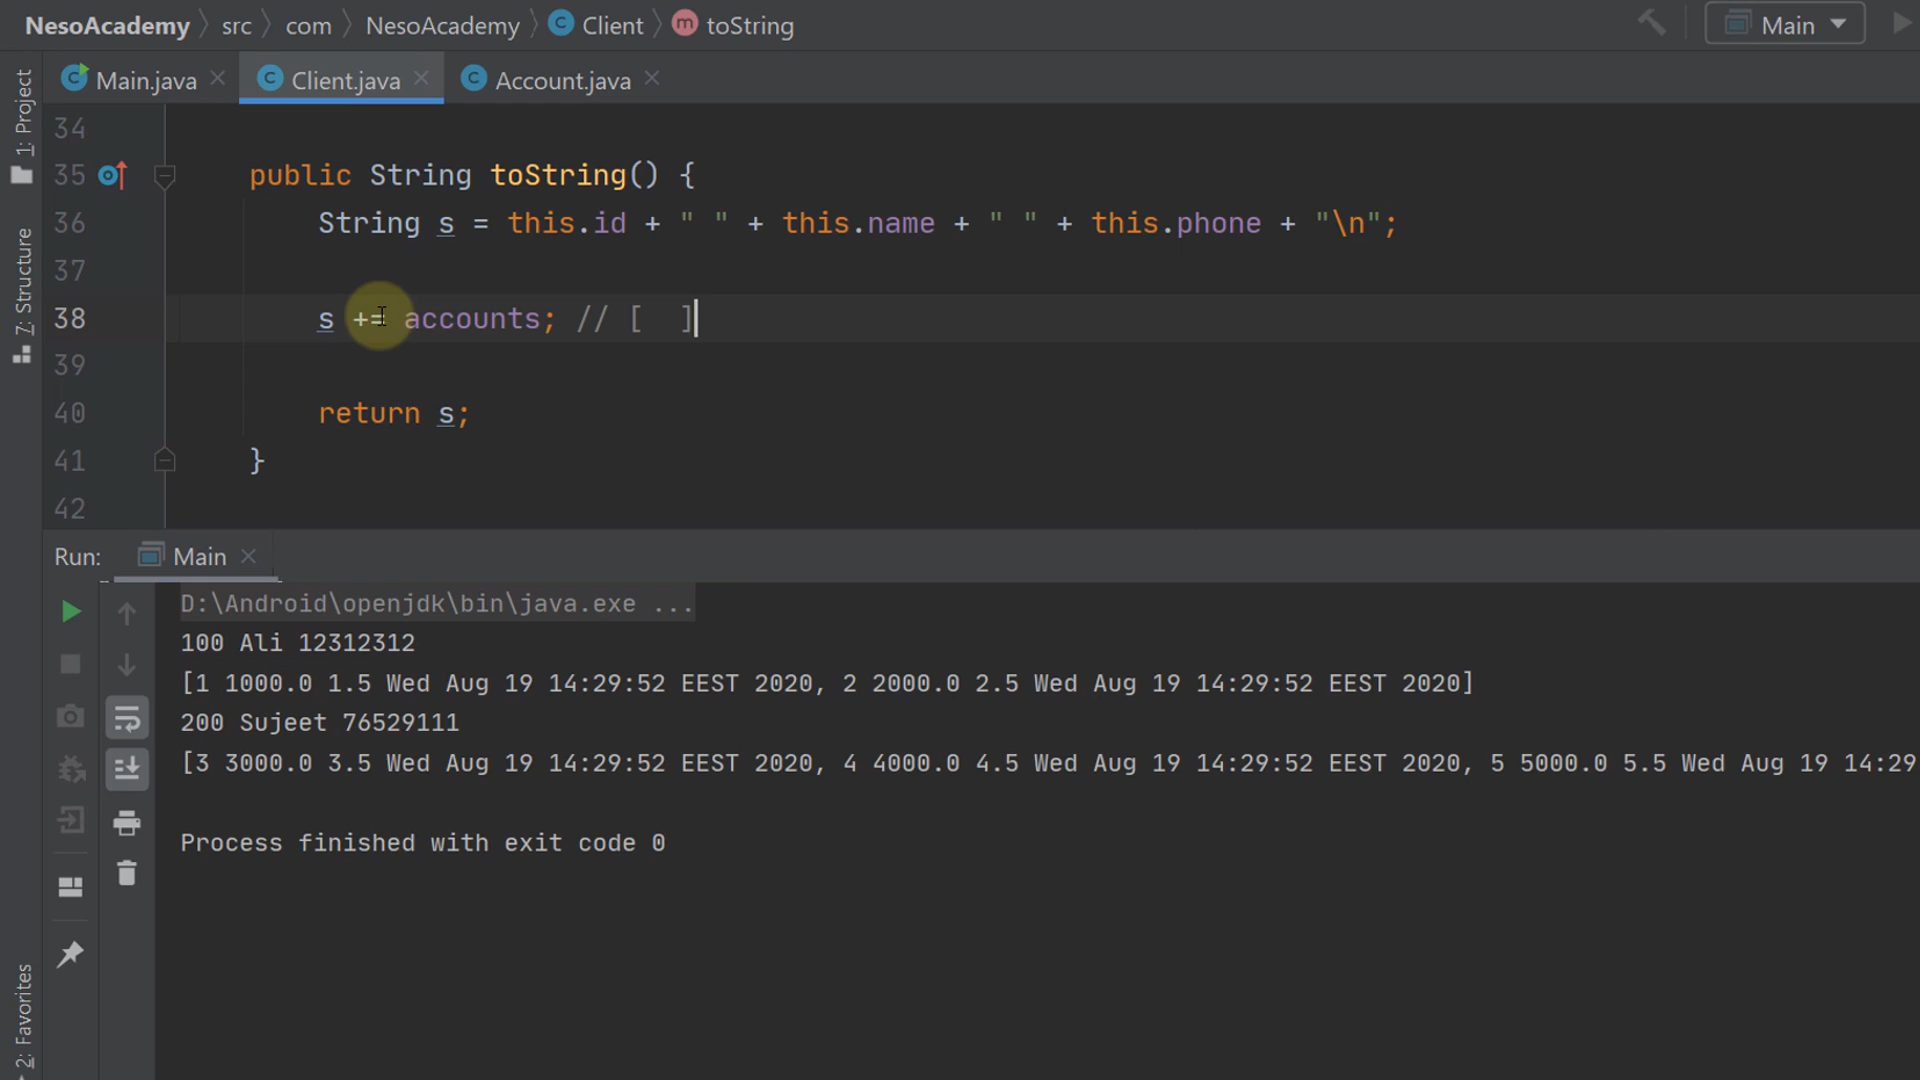 NesoAcademy src com NesoAcademy C Client m toString Main
Main.java Client.java Account.java
1: Project
7: Structure
2: Favorites
34
35 public String toString() {
36 String s = this.id + " " + this.name + " " + this.phone + "\n";
37
38 s += accounts; // [  ]
39
40 return s;
41 }
42
Run: Main
D:\Android\openjdk\bin\java.exe ...
100 Ali 12312312
[1 1000.0 1.5 Wed Aug 19 14:29:52 EEST 2020, 2 2000.0 2.5 Wed Aug 19 14:29:52 EEST 2020]
200 Sujeet 76529111
[3 3000.0 3.5 Wed Aug 19 14:29:52 EEST 2020, 4 4000.0 4.5 Wed Aug 19 14:29:52 EEST 2020, 5 5000.0 5.5 Wed Aug 19 14:29
Process finished with exit code 0